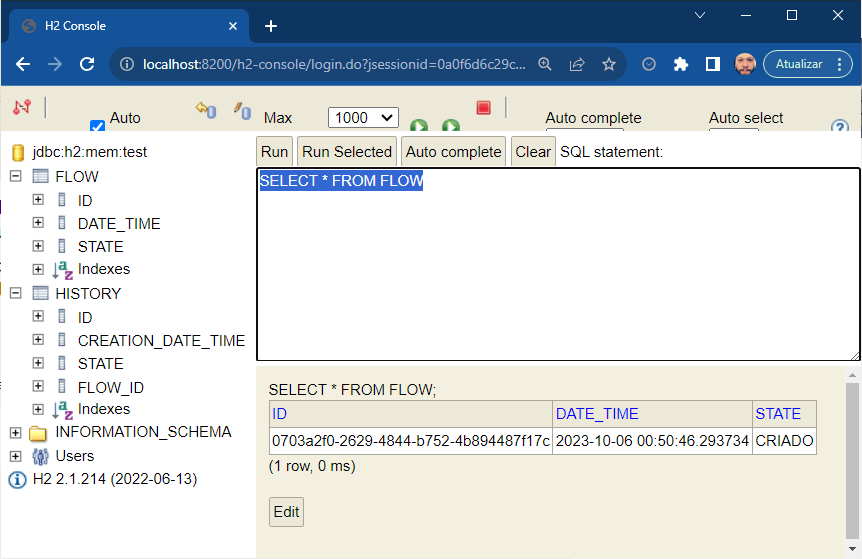 H2 Console
localhost:8200/h2-console/login.do?jsessionid=0a0f6d6c29c...
Atualizar
Auto
Max
1000
Auto complete
Auto select
jdbc:h2:mem:test
FLOW
ID
DATE_TIME
STATE
Indexes
HISTORY
ID
CREATION_DATE_TIME
STATE
FLOW_ID
Indexes
INFORMATION_SCHEMA
Users
H2 2.1.214 (2022-06-13)
Run Run Selected Auto complete Clear SQL statement:
SELECT * FROM FLOW
SELECT * FROM FLOW;
ID DATE_TIME STATE
0703a2f0-2629-4844-b752-4b894487f17c 2023-10-06 00:50:46.293734 CRIADO
(1 row, 0 ms)
Edit